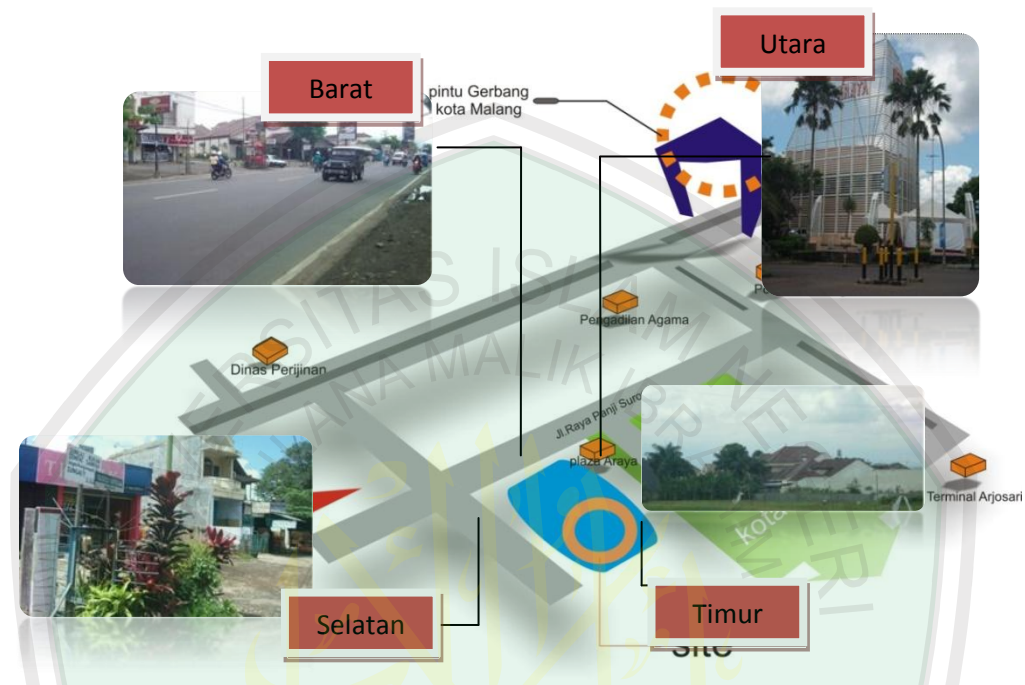 Utara
Barat
pintu Gerbang
kota Malang
Pengadilan Agama
Dinas Perijinan
Jl.Raya Panji Suro
plaza Araya
Terminal Arjosari
kota
Selatan
Timur
site